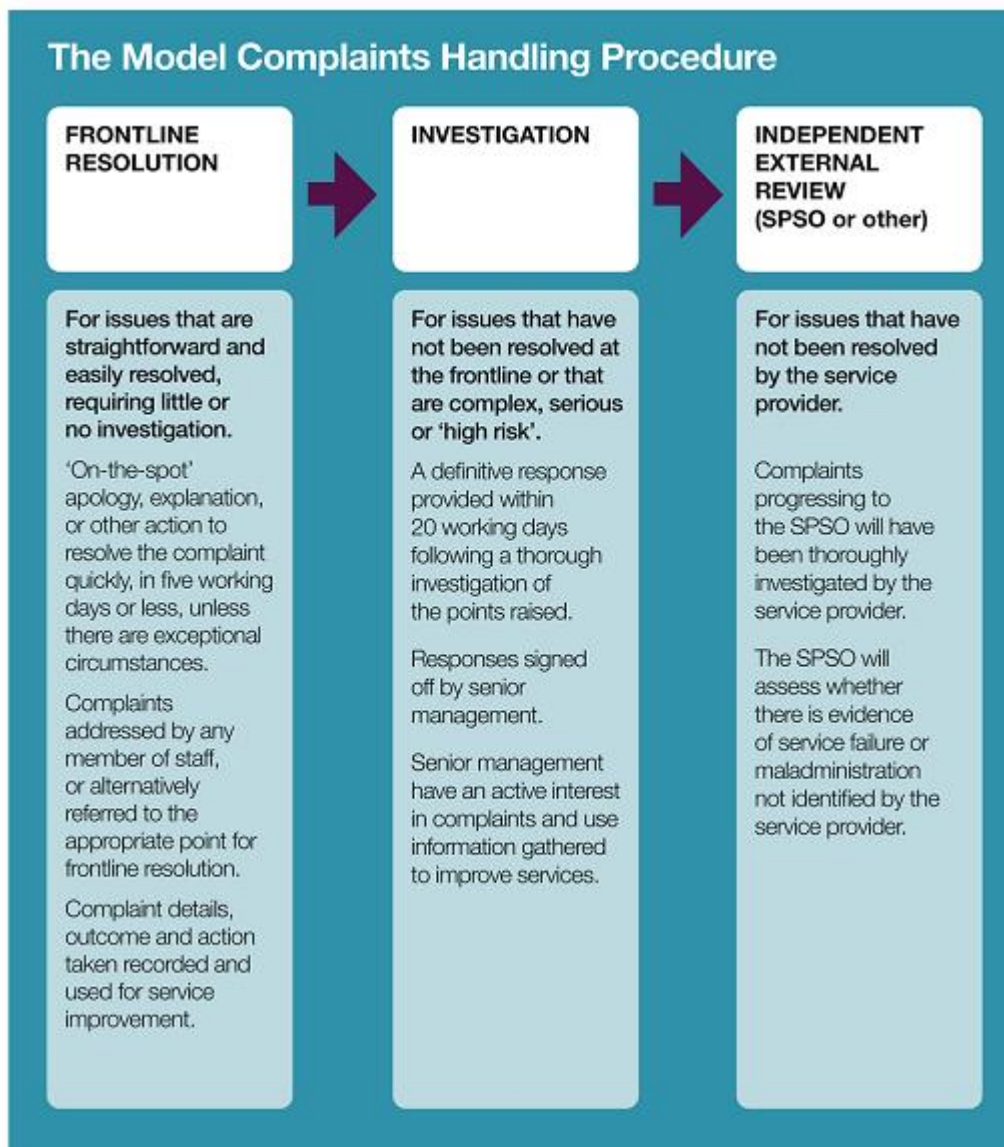 The Model Complaints Handling Procedure
FRONTLINE
RESOLUTION
For issues that are
straightforward and
easily resolved,
requiring little or
no investigation.
‘On-the-spot’
apology, explanation,
or other action to
resolve the complaint
quickly, in five working
days or less, unless
there are exceptional
circumstances.
Complaints
addressed by any
member of staff,
or alternatively
referred to the
appropriate point for
frontline resolution.
Complaint details,
outcome and action
taken recorded and
used for service
improvement.
INVESTIGATION
For issues that have
not been resolved at
the frontline or that
are complex, serious
or ‘high risk’.
A definitive response
provided within
20 working days
following a thorough
investigation of
the points raised.
Responses signed
off by senior
management.
Senior management
have an active interest
in complaints and use
information gathered
to improve services.
INDEPENDENT
EXTERNAL
REVIEW
(SPSO or other)
For issues that have
not been resolved
by the service
provider.
Complaints
progressing to
the SPSO will have
been thoroughly
investigated by the
service provider.
The SPSO will
assess whether
there is evidence
of service failure or
maladministration
not identified by the
service provider.